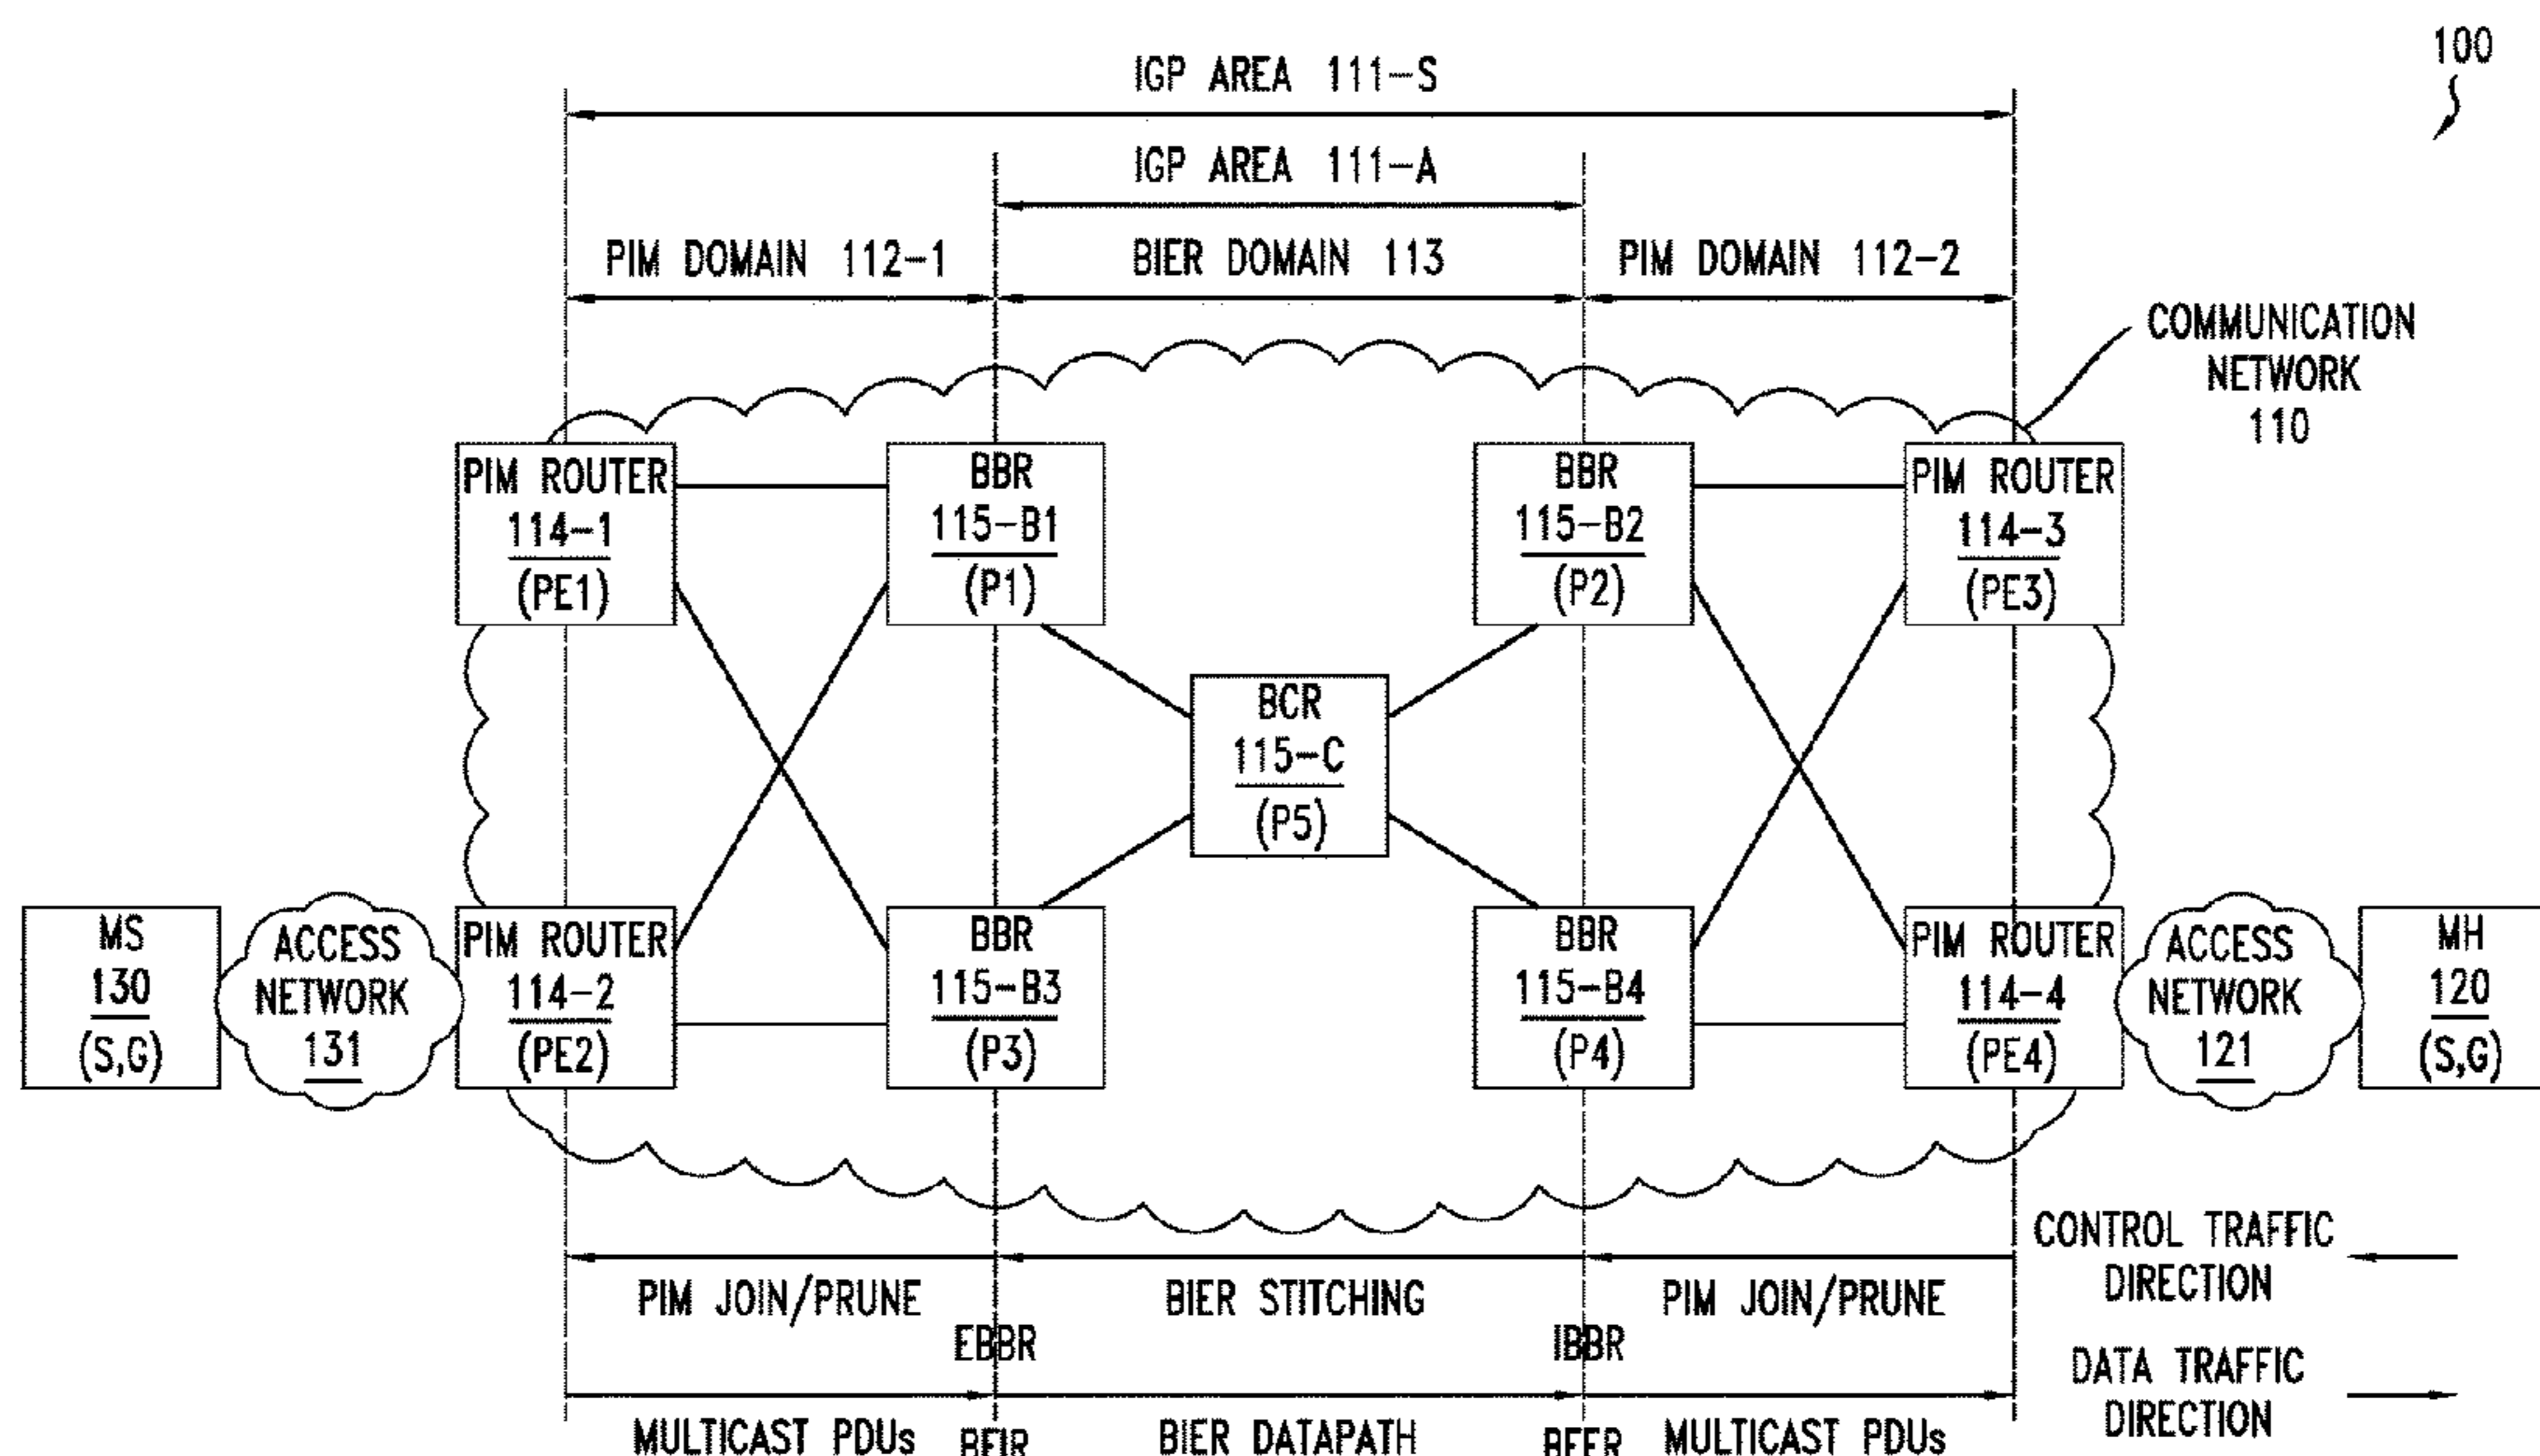 100
IGP AREA 111-S
IGP AREA 111-A
PIM DOMAIN 112-1
BIER DOMAIN 113
PIM DOMAIN 112-2
COMMUNICATION
NETWORK
110
PIM ROUTER
114-1
(PE1)
BBR
115-B1
(P1)
BBR
115-B2
(P2)
PIM ROUTER
114-3
(PE3)
BCR
115-C
(P5)
MS
130
(S,G)
ACCESS
NETWORK
131
PIM ROUTER
114-2
(PE2)
BBR
115-B3
(P3)
BBR
115-B4
(P4)
PIM ROUTER
114-4
(PE4)
ACCESS
NETWORK
121
MH
120
(S,G)
PIM JOIN/PRUNE
BIER STITCHING
PIM JOIN/PRUNE
CONTROL TRAFFIC
DIRECTION
EBBR
IBBR
DATA TRAFFIC
DIRECTION
MULTICAST PDUs
BFIR
BIER DATAPATH
BFER
MULTICAST PDUs